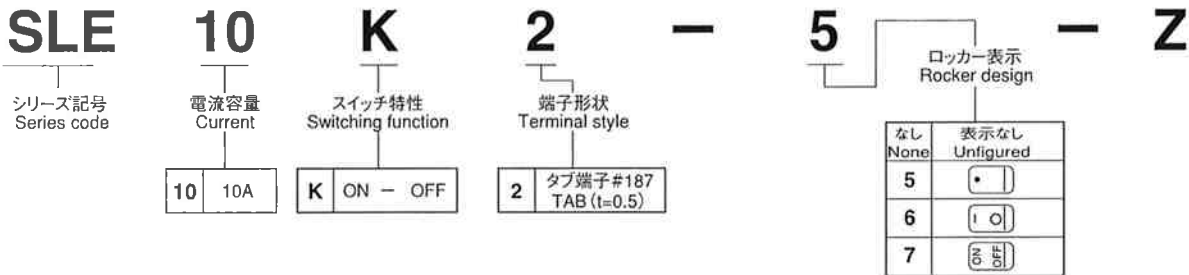 SLE 10 K 2 - 5 - Z
シリーズ記号
Series code
電流容量
Current
10 10A
スイッチ特性
Switching function
K ON - OFF
端子形状
Terminal style
2 タブ端子#187
TAB (t=0.5)
ロッカー表示
Rocker design
なし 表示なし
None Unfigured
5
6 I O
7 ON OFF